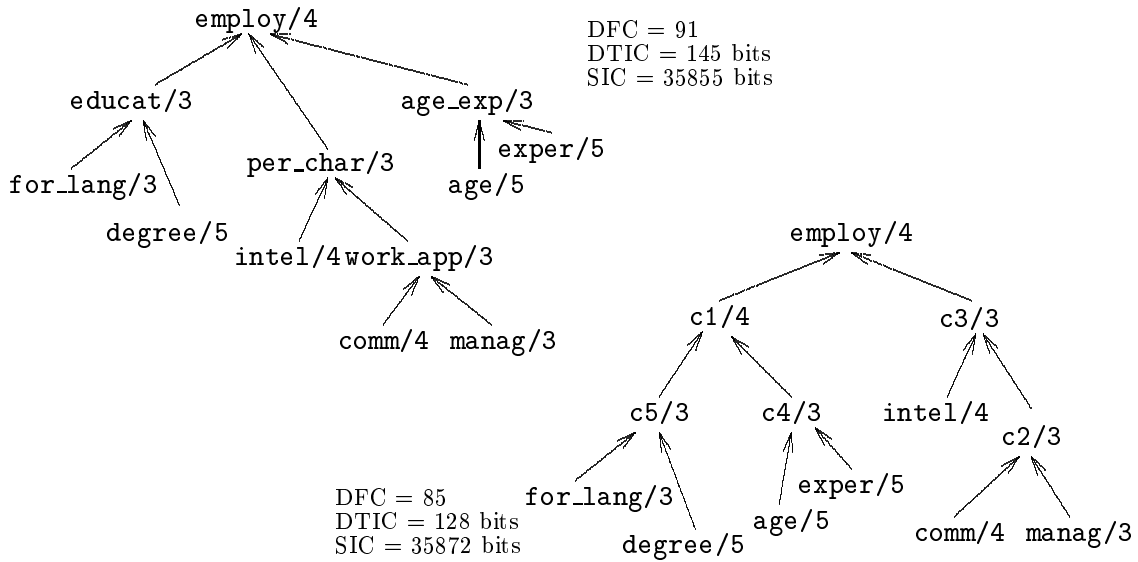 employ/4
DFC = 91
DTIC = 145 bits
SIC = 35855 bits
educat/3
age_exp/3
exper/5
per_char/3
for_lang/3
age/5
degree/5
intel/4
work_app/3
comm/4
manag/3
employ/4
c1/4
c3/3
c5/3
c4/3
intel/4
c2/3
for_lang/3
exper/5
age/5
degree/5
comm/4
manag/3
DFC = 85
DTIC = 128 bits
SIC = 35872 bits